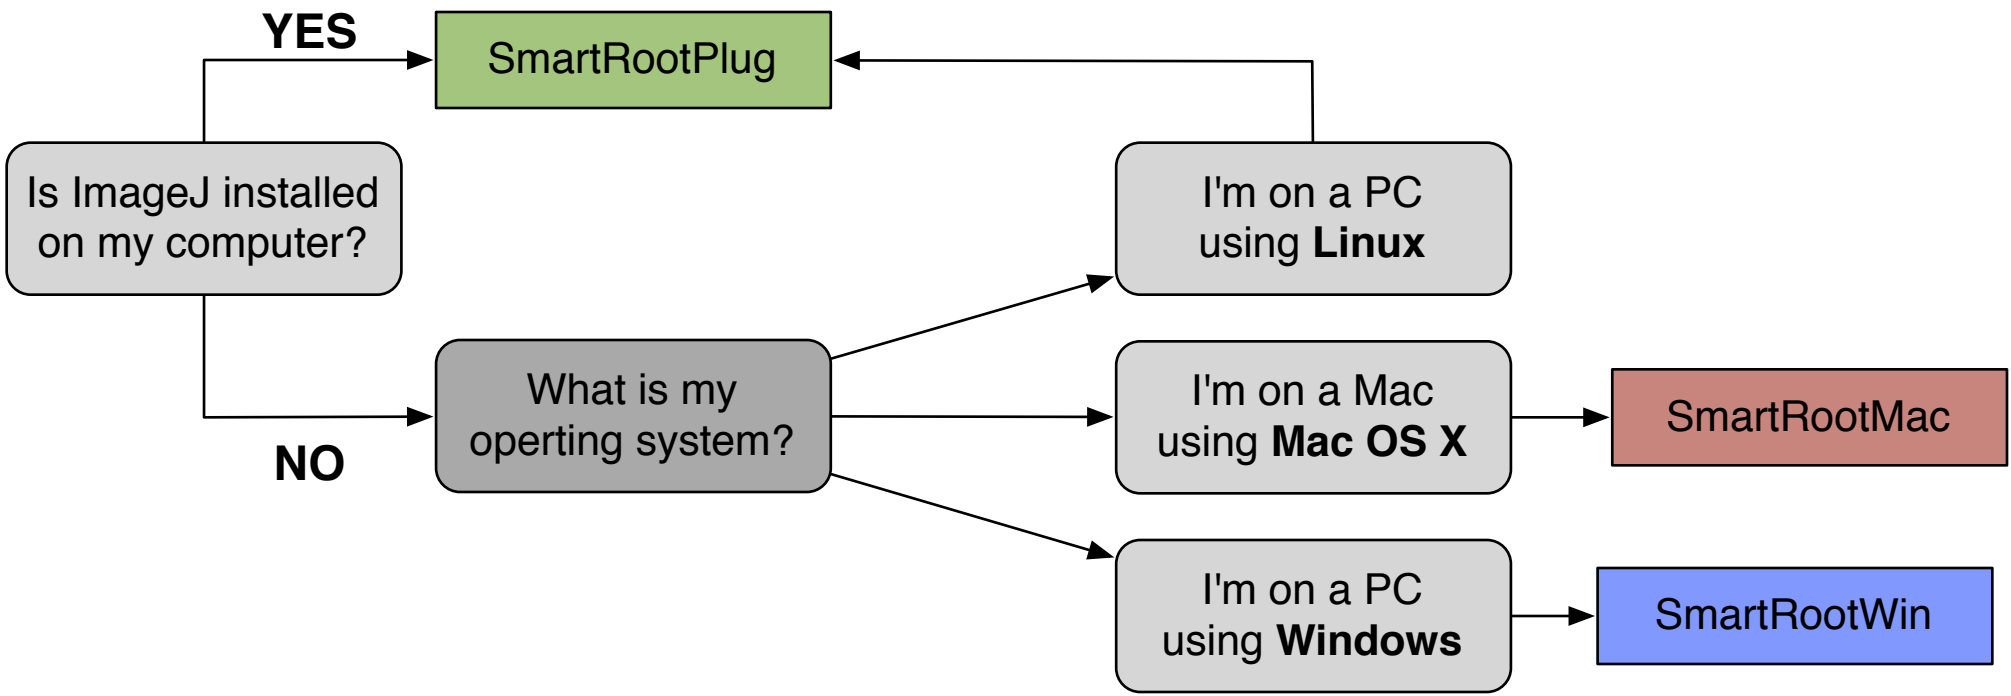 YES
SmartRootPlug
Is ImageJ installed
on my computer?
I'm on a PC
using Linux
What is my
operting system?
NO
I'm on a Mac
using Mac OS X
SmartRootMac
I'm on a PC
using Windows
SmartRootWin